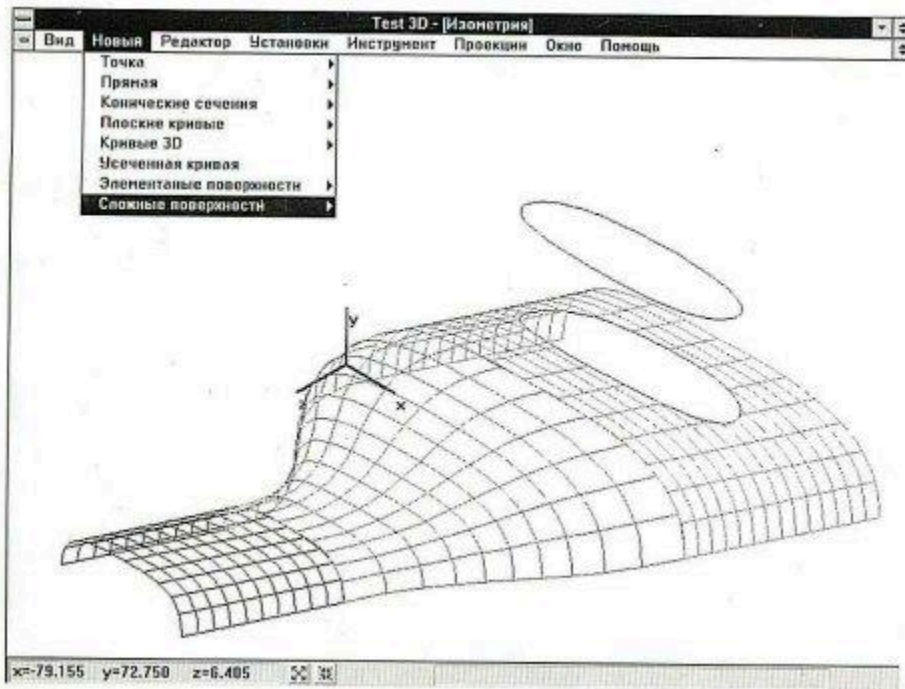 Test 3D - [Изометрия]
Вид Новый Редактор Установки Инструмент Проекции Окно Помощь
Точка
Прямая
Конические сечения
Плоские кривые
Кривые 3D
Усеченная кривая
Элементаные поверхности
Сложные поверхности
y
z
x
x=-79.155 y=72.750 z=6.405